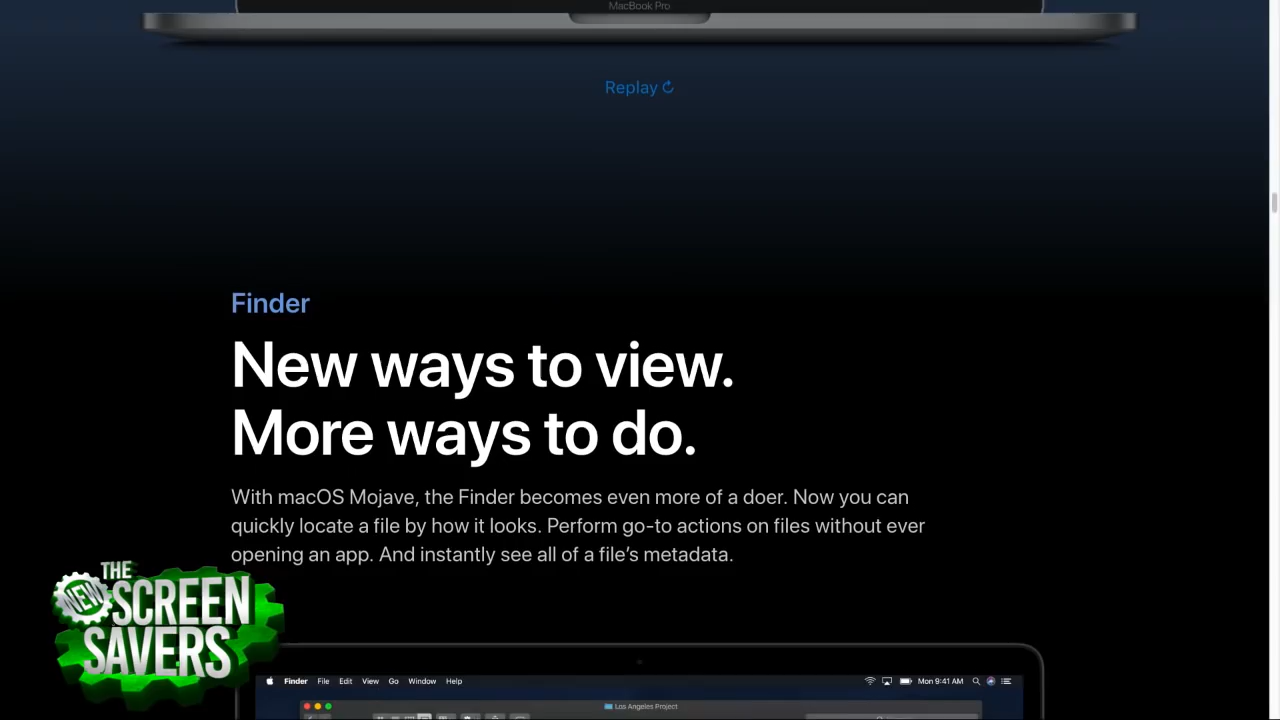 MacBook Pro
Replay
Finder
New ways to view.
More ways to do.
With macOS Mojave, the Finder becomes even more of a doer. Now you can
quickly locate a file by how it looks. Perform go-to actions on files without ever
opening an app. And instantly see all of a file’s metadata.
THE
NEW SCREEN
SAVERS
Finder File Edit View Go Window Help Mon 9:41 AM
Los Angeles Project